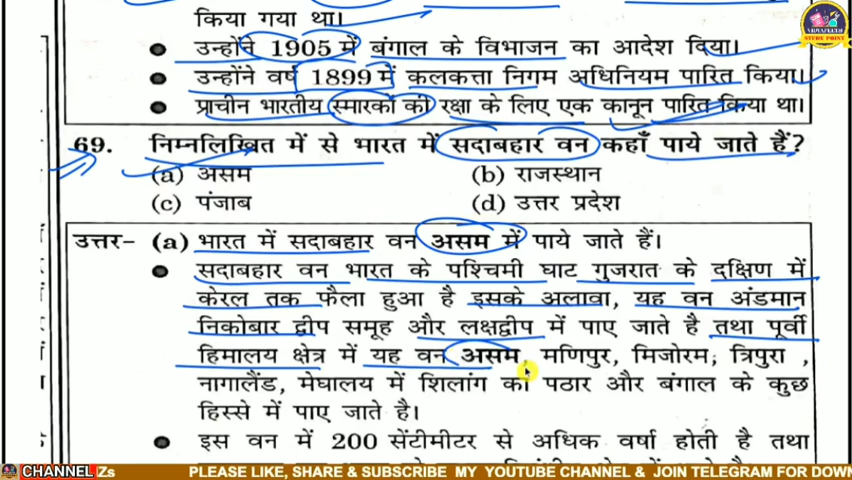 किया गया था।
उन्होंने 1905 में बंगाल के विभाजन का आदेश दिया।
उन्होंने वर्ष 1899 में कलकत्ता निगम अधिनियम पारित किया।
प्राचीन भारतीय स्मारकों की रक्षा के लिए एक कानून पारित किया था।
69. निम्नलिखित में से भारत में सदाबहार वन कहाँ पाये जाते हैं?
(a) असम (b) राजस्थान
(c) पंजाब (d) उत्तर प्रदेश
उत्तर- (a) भारत में सदाबहार वन असम में पाये जाते हैं।
सदाबहार वन भारत के पश्चिमी घाट गुजरात के दक्षिण में
केरल तक फैला हुआ है इसके अलावा, यह वन अंडमान
निकोबार द्वीप समूह और लक्षद्वीप में पाए जाते है तथा पूर्वी
हिमालय क्षेत्र में यह वन असम, मणिपुर, मिजोरम, त्रिपुरा ,
नागालैंड, मेघालय में शिलांग का पठार और बंगाल के कुछ
हिस्से में पाए जाते है।
इस वन में 200 सेंटीमीटर से अधिक वर्षा होती है तथा
CHANNEL Zs PLEASE LIKE, SHARE & SUBSCRIBE MY YOUTUBE CHANNEL & JOIN TELEGRAM FOR DOW
STUDY POINT